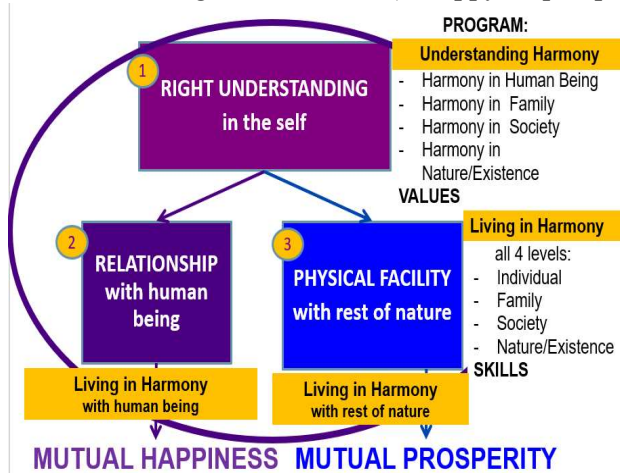 PROGRAM:
Understanding Harmony
- Harmony in Human Being
- Harmony in Family
- Harmony in Society
- Harmony in
Nature/Existence
VALUES
1
RIGHT UNDERSTANDING
in the self
2
RELATIONSHIP
with human
being
3
PHYSICAL FACILITY
with rest of nature
Living in Harmony
all 4 levels:
- Individual
- Family
- Society
- Nature/Existence
SKILLS
Living in Harmony
with human being
Living in Harmony
with rest of nature
MUTUAL HAPPINESS MUTUAL PROSPERITY